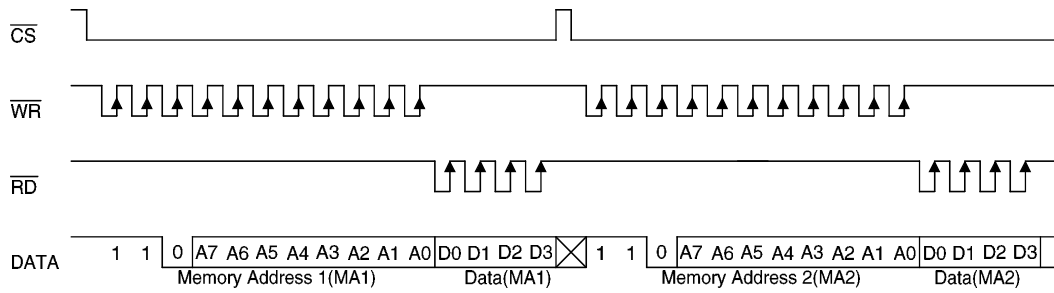 CS
WR
RD
DATA 1 1 0 A7 A6 A5 A4 A3 A2 A1 A0 D0 D1 D2 D3 1 1 0 A7 A6 A5 A4 A3 A2 A1 A0 D0 D1 D2 D3
Memory Address 1(MA1) Data(MA1) Memory Address 2(MA2) Data(MA2)